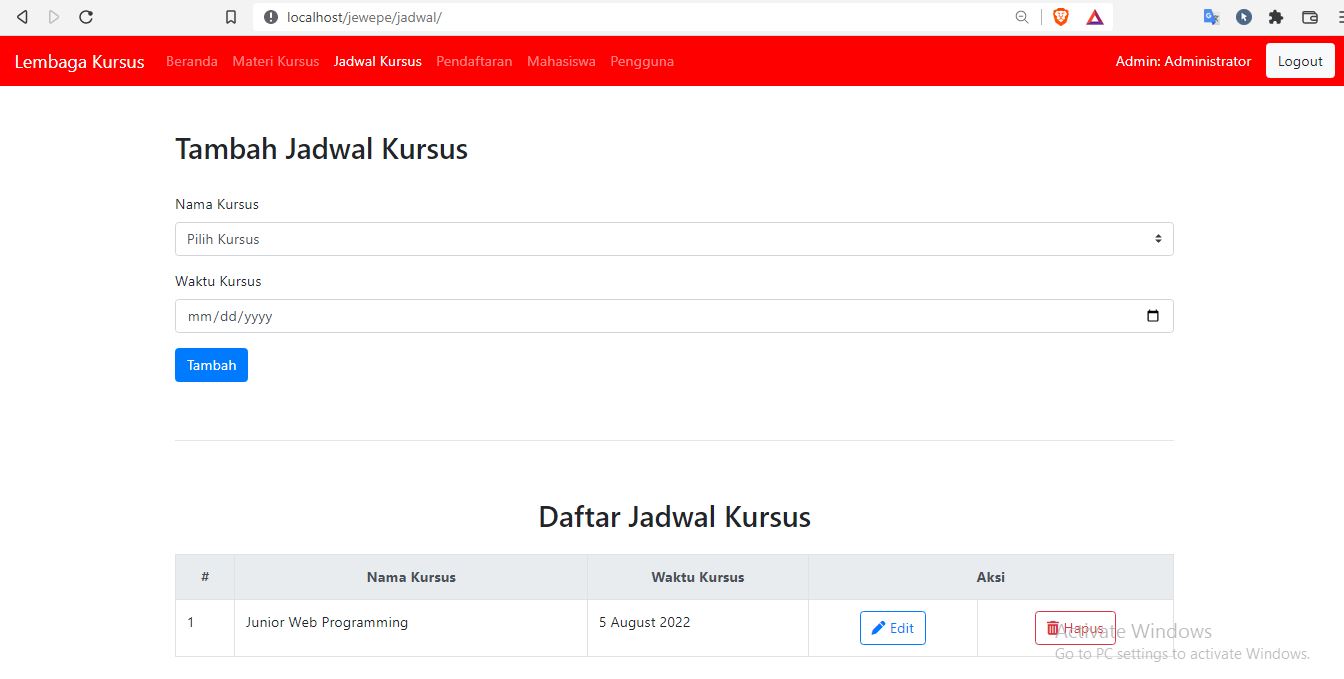 localhost/jewepe/jadwal/
Lembaga Kursus Beranda Materi Kursus Jadwal Kursus Pendaftaran Mahasiswa Pengguna Admin: Administrator Logout
Tambah Jadwal Kursus
Nama Kursus
Pilih Kursus
Waktu Kursus
mm/dd/yyyy
Tambah
Daftar Jadwal Kursus
# Nama Kursus Waktu Kursus Aksi
1 Junior Web Programming 5 August 2022 Edit Hapus
Activate Windows
Go to PC settings to activate Windows.